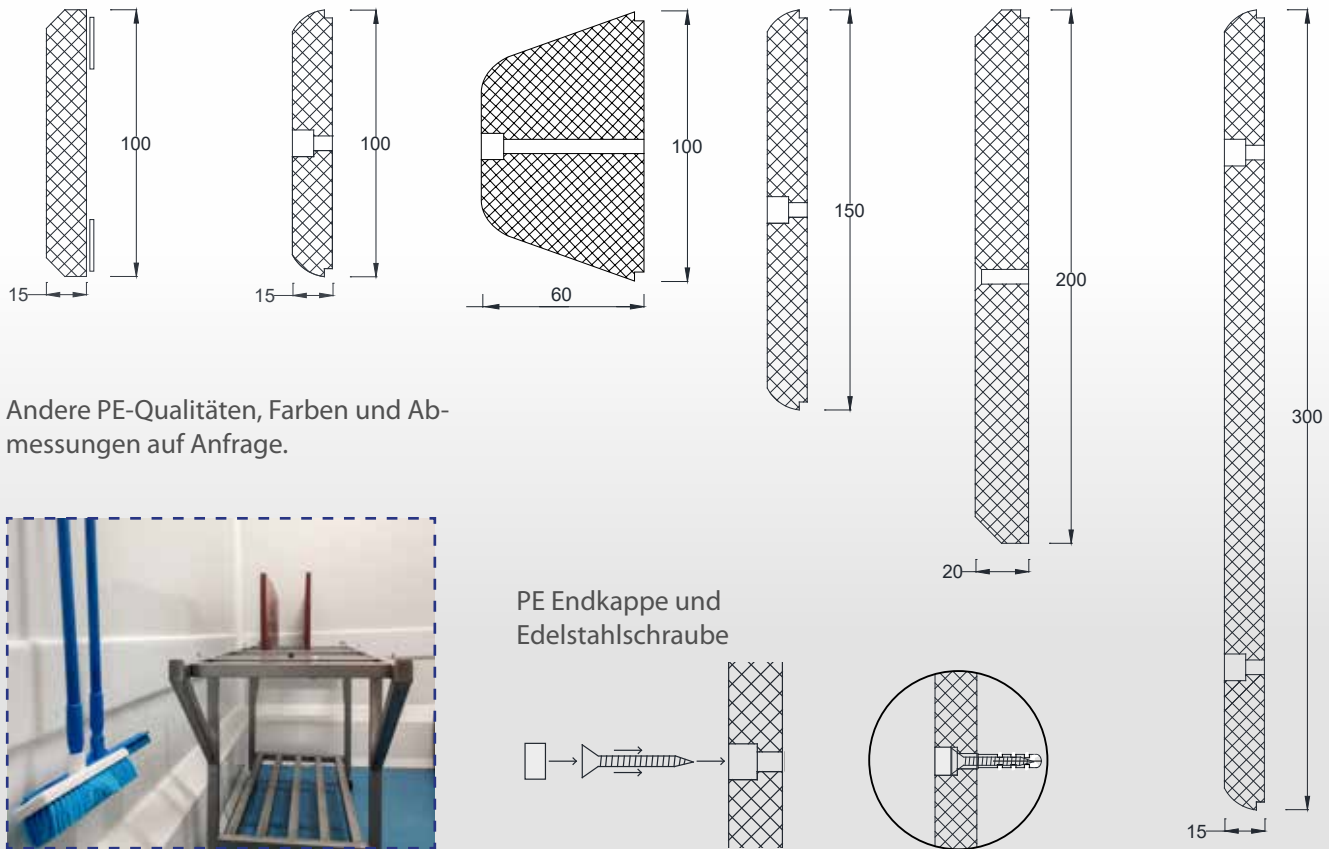 100
15
100
15
100
60
150
200
20
300
15
Andere PE-Qualitäten, Farben und Ab-
messungen auf Anfrage.
PE Endkappe und
Edelstahlschraube